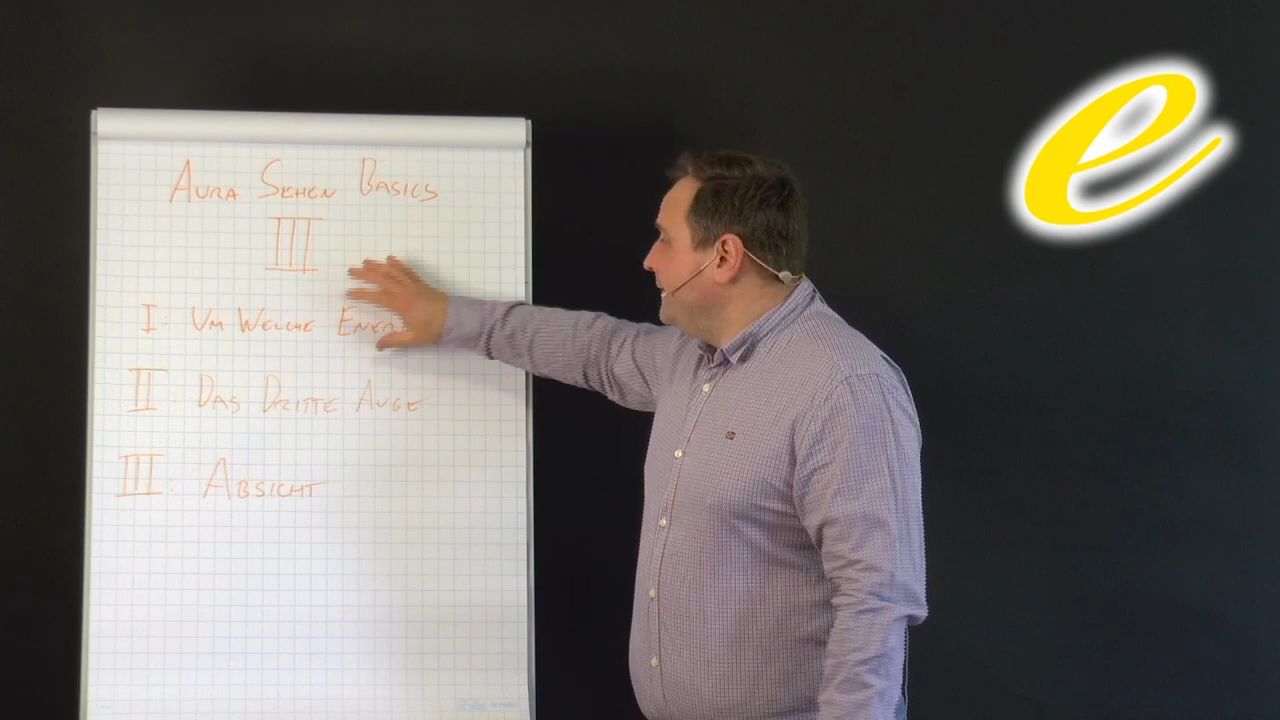 AURA SEHEN BASICS
III
I: UM WELCHE
II: DAS DRITTE AUGE
III: ABSICHT
e